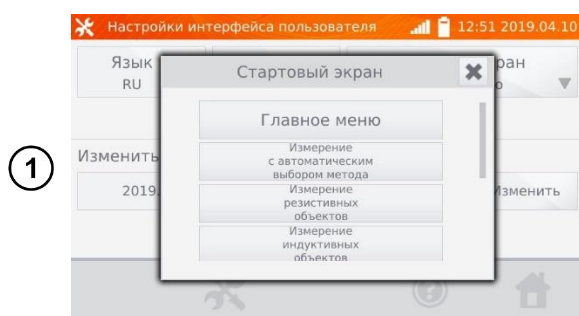 Настройки интерфейса пользователя 12:51 2019.04.10
Язык
RU
Стартовый экран
Главное меню
Измерение
с автоматическим
выбором метода
Измерение
резистивных
объектов
Измерение
индуктивных
объектов
Изменить
2019.
Изменить
1